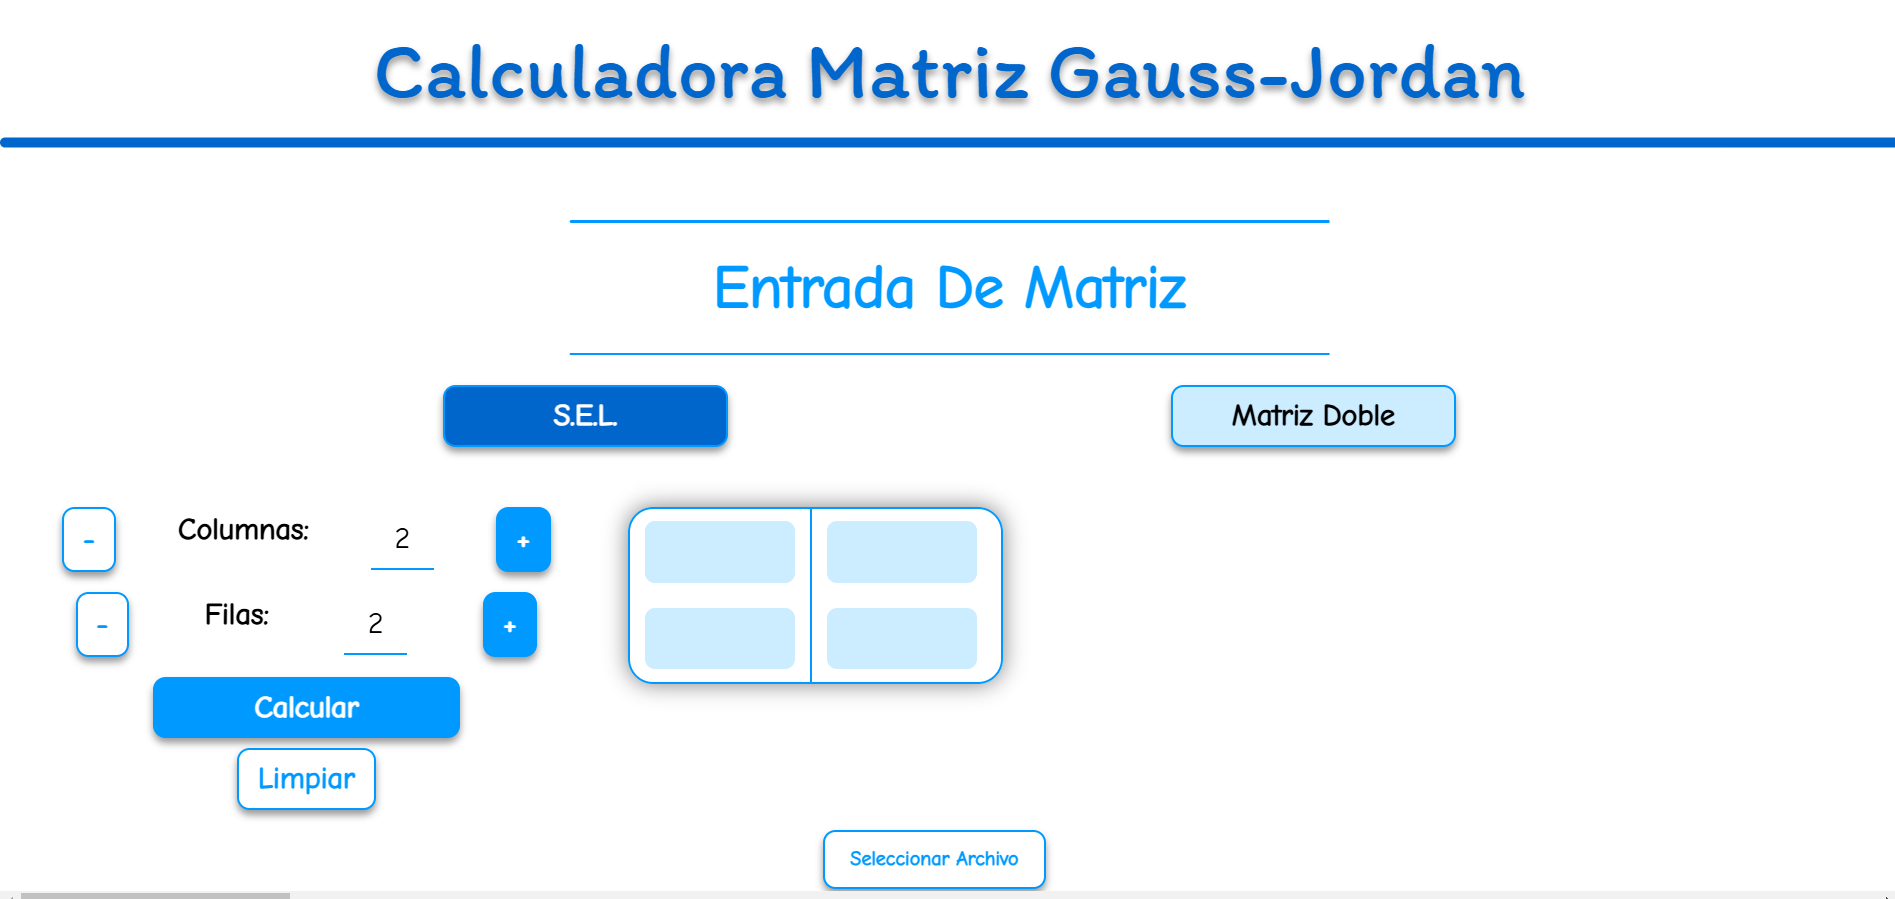 Calculadora Matriz Gauss-Jordan
Entrada De Matriz
S.E.L. Matriz Doble
- Columnas: 2 +
- Filas: 2 +
Calcular
Limpiar
Seleccionar Archivo